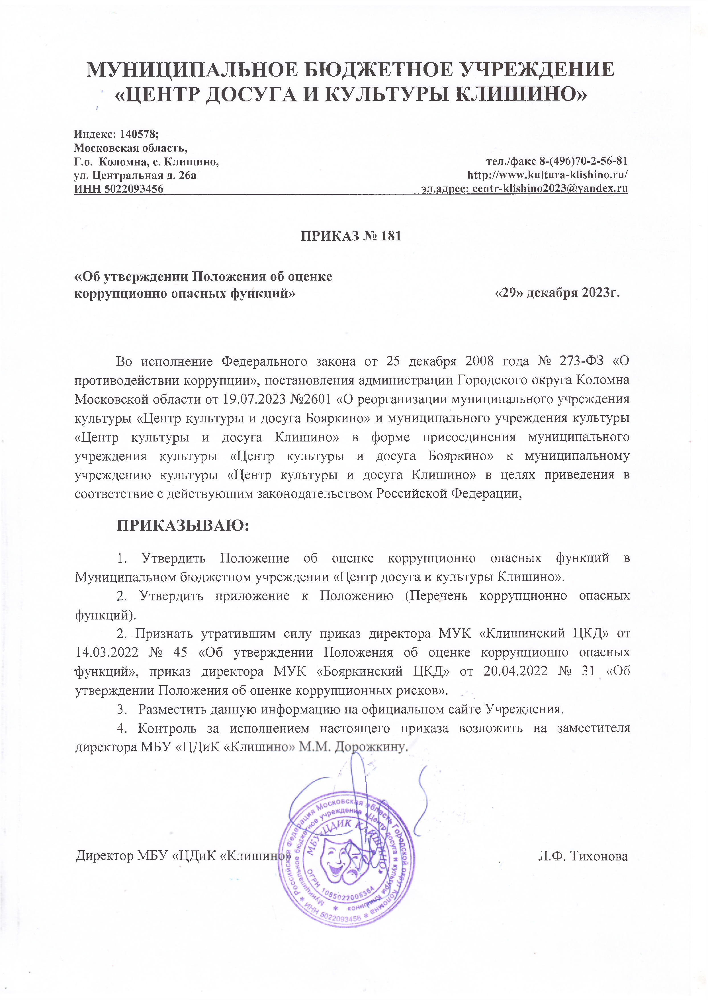 МУНИЦИПАЛЬНОЕ БЮДЖЕТНОЕ УЧРЕЖДЕНИЕ
«ЦЕНТР ДОСУГА И КУЛЬТУРЫ КЛИШИНО»
Индекс: 140578;
Московская область,
Г.о.  Коломна, с. Клишино,
ул. Центральная д. 26а
ИНН 5022093456
тел./факс 8-(496)70-2-56-81
http://www.kultura-klishino.ru/
эл.адрес: centr-klishino2023@yandex.ru
ПРИКАЗ № 181
«Об утверждении Положения об оценке
коррупционно опасных функций»
«29» декабря 2023г.
Во исполнение Федерального закона от 25 декабря 2008 года № 273-ФЗ «О
противодействии коррупции», постановления администрации Городского округа Коломна
Московской области от 19.07.2023 №2601 «О реорганизации муниципального учреждения
культуры «Центр культуры и досуга Бояркино» и муниципального учреждения культуры
«Центр культуры и досуга Клишино» в форме присоединения муниципального
учреждения культуры «Центр культуры и досуга Бояркино» к муниципальному
учреждению культуры «Центр культуры и досуга Клишино» в целях приведения в
соответствие с действующим законодательством Российской Федерации,
ПРИКАЗЫВАЮ:
1. Утвердить Положение об оценке коррупционно опасных функций в
Муниципальном бюджетном учреждении «Центр досуга и культуры Клишино».
2. Утвердить приложение к Положению (Перечень коррупционно опасных
функций).
2. Признать утратившим силу приказ директора МУК «Клишинский ЦКД» от
14.03.2022 № 45 «Об утверждении Положения об оценке коррупционно опасных
функций», приказ директора МУК «Бояркинский ЦКД» от 20.04.2022 № 31 «Об
утверждении Положения об оценке коррупционных рисков».
3.  Разместить данную информацию на официальном сайте Учреждения.
4. Контроль за исполнением настоящего приказа возложить на заместителя
директора МБУ «ЦДиК «Клишино» М.М. Дорожкину.
Директор МБУ «ЦДиК «Клишино»
Л.Ф. Тихонова
* Российская Федерация Московская область Городской округ Коломна * ИНН 5022093456
Муниципальное бюджетное учреждение «Центр досуга и культуры Клишино» *
МБУ «ЦДИК КЛИШИНО»
ОГРН 1085022005364